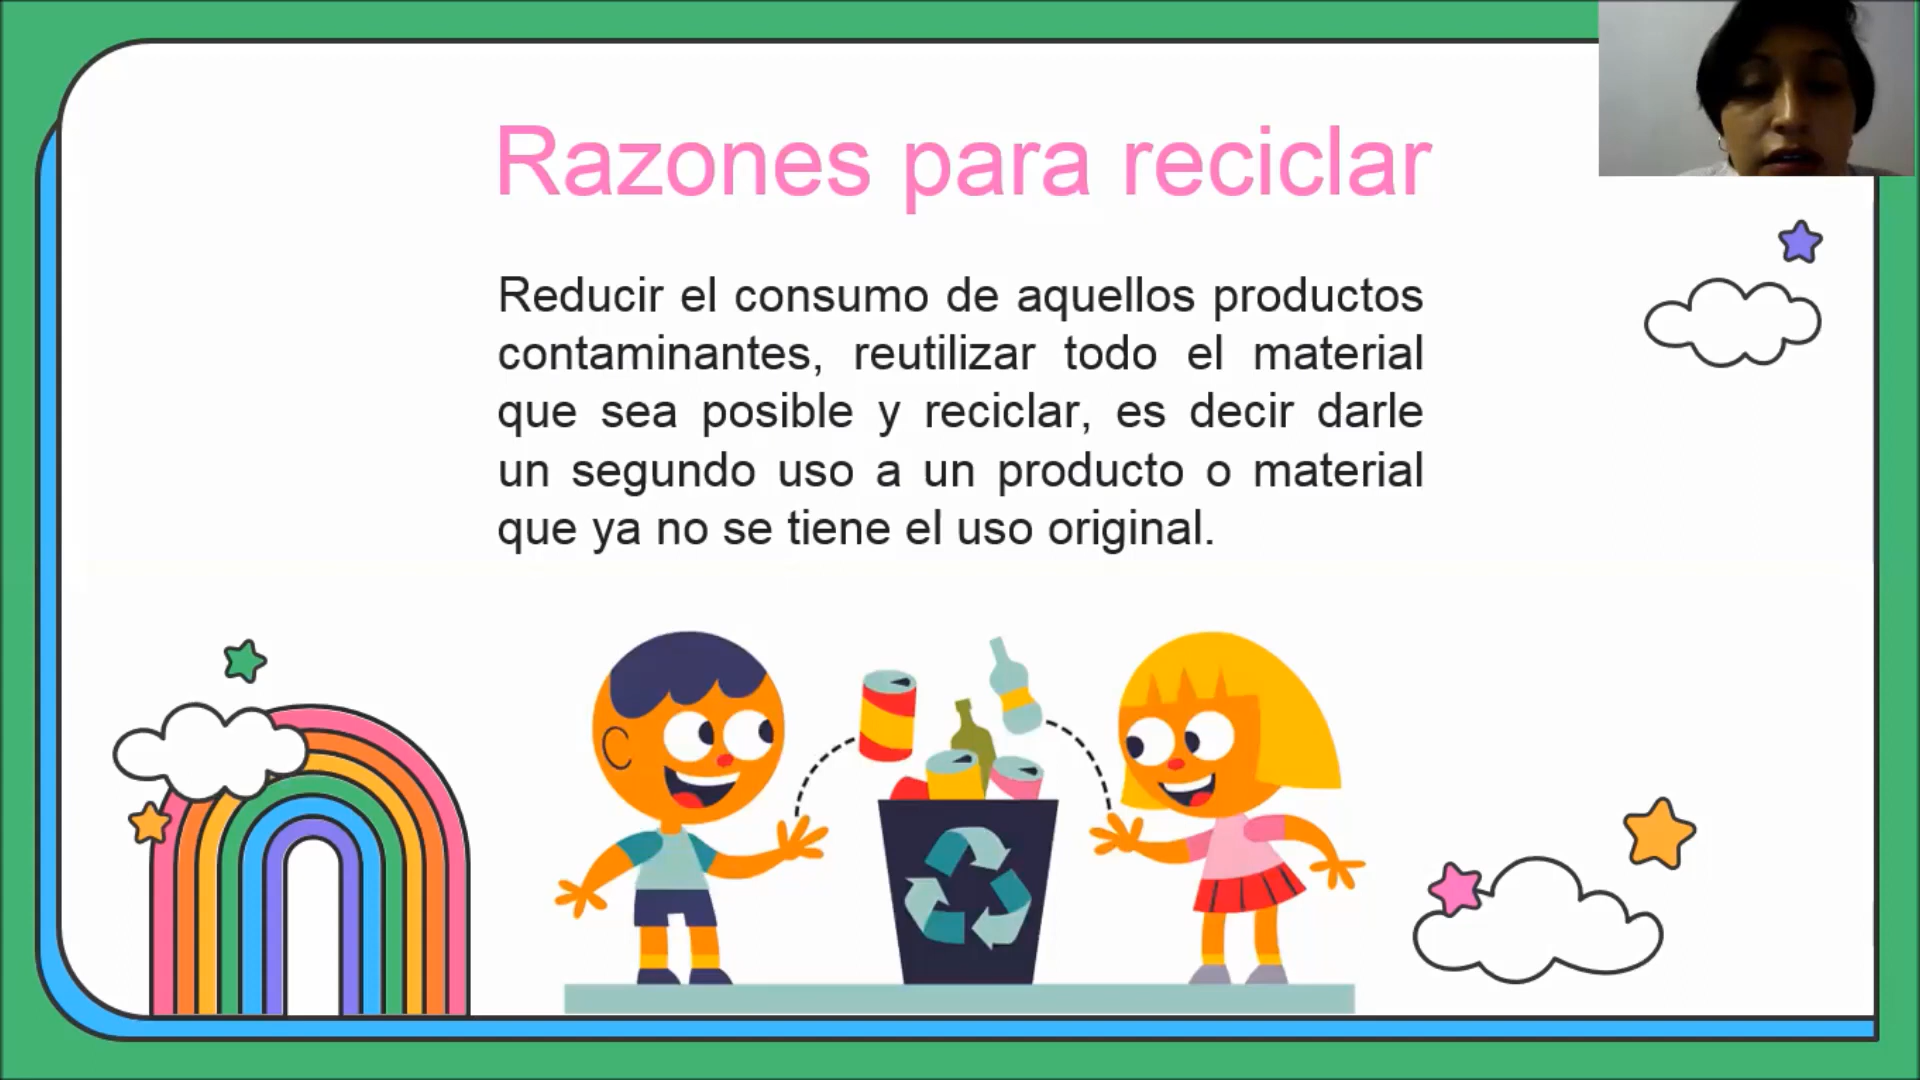 Razones para reciclar
Reducir el consumo de aquellos productos
contaminantes, reutilizar todo el material
que sea posible y reciclar, es decir darle
un segundo uso a un producto o material
que ya no se tiene el uso original.